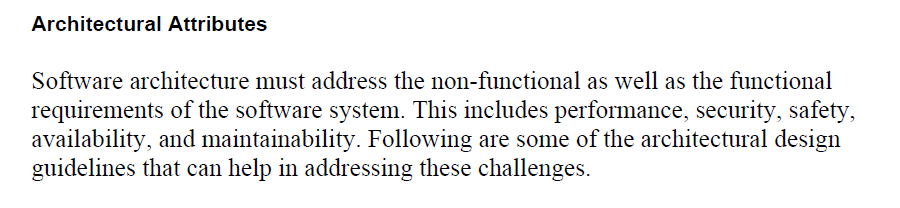 Architectural Attributes
Software architecture must address the non-functional as well as the functional
requirements of the software system. This includes performance, security, safety,
availability, and maintainability. Following are some of the architectural design
guidelines that can help in addressing these challenges.